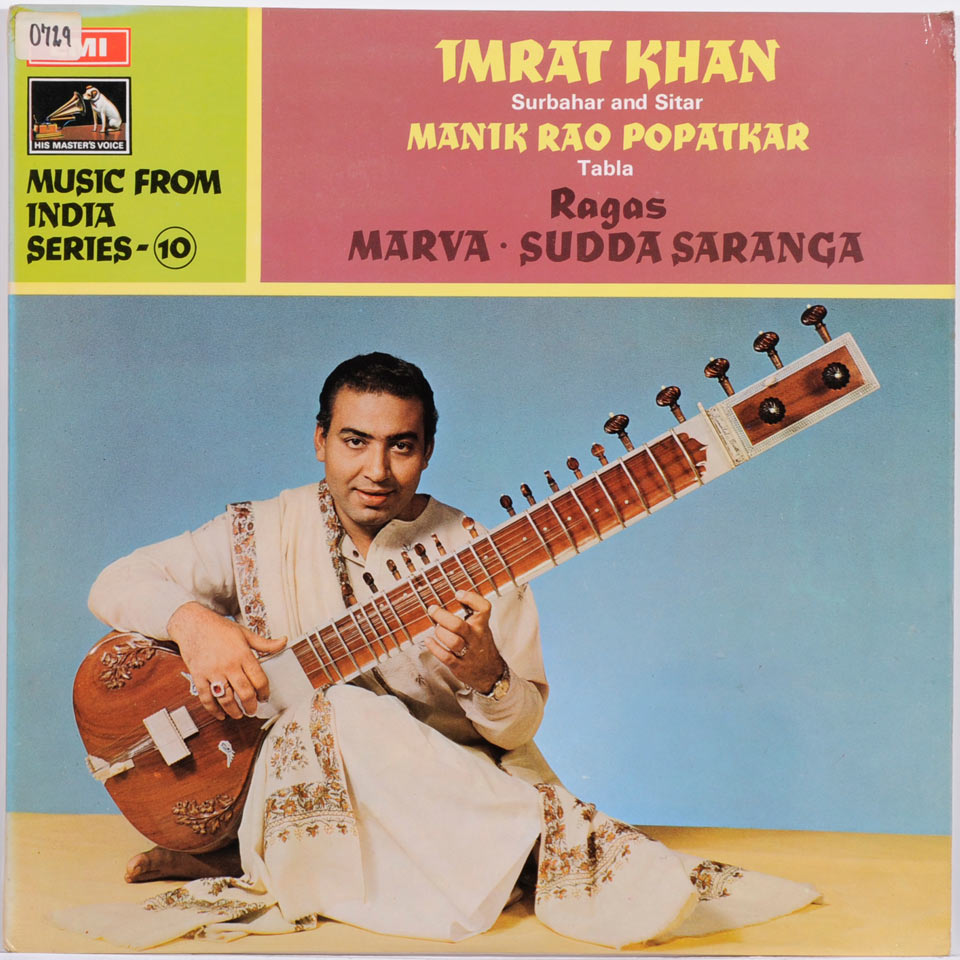 0729
EMI
HIS MASTER'S VOICE
MUSIC FROM
INDIA
SERIES - 10
IMRAT KHAN
Surbahar and Sitar
MANIK RAO POPATKAR
Tabla
Ragas
MARVA · SUDDA SARANGA